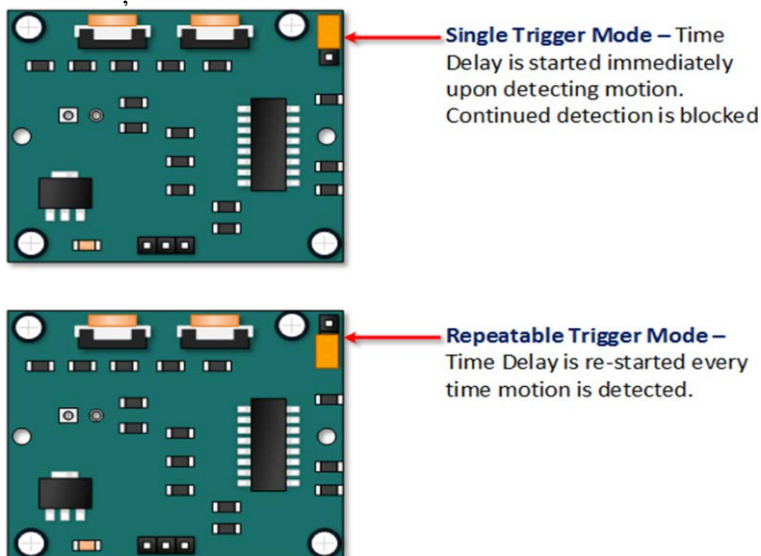 Single Trigger Mode – Time
Delay is started immediately
upon detecting motion.
Continued detection is blocked
Repeatable Trigger Mode –
Time Delay is re-started every
time motion is detected.